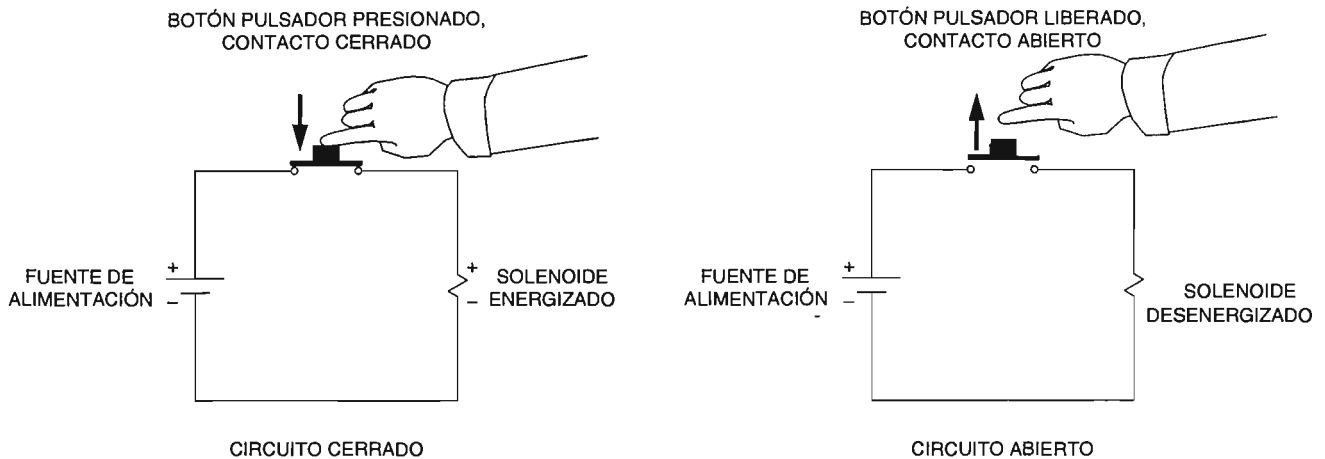 BOTÓN PULSADOR PRESIONADO,
CONTACTO CERRADO
FUENTE DE
ALIMENTACIÓN
+
–
+
–
SOLENOIDE
ENERGIZADO
CIRCUITO CERRADO
BOTÓN PULSADOR LIBERADO,
CONTACTO ABIERTO
FUENTE DE
ALIMENTACIÓN
+
–
SOLENOIDE
DESENERGIZADO
CIRCUITO ABIERTO